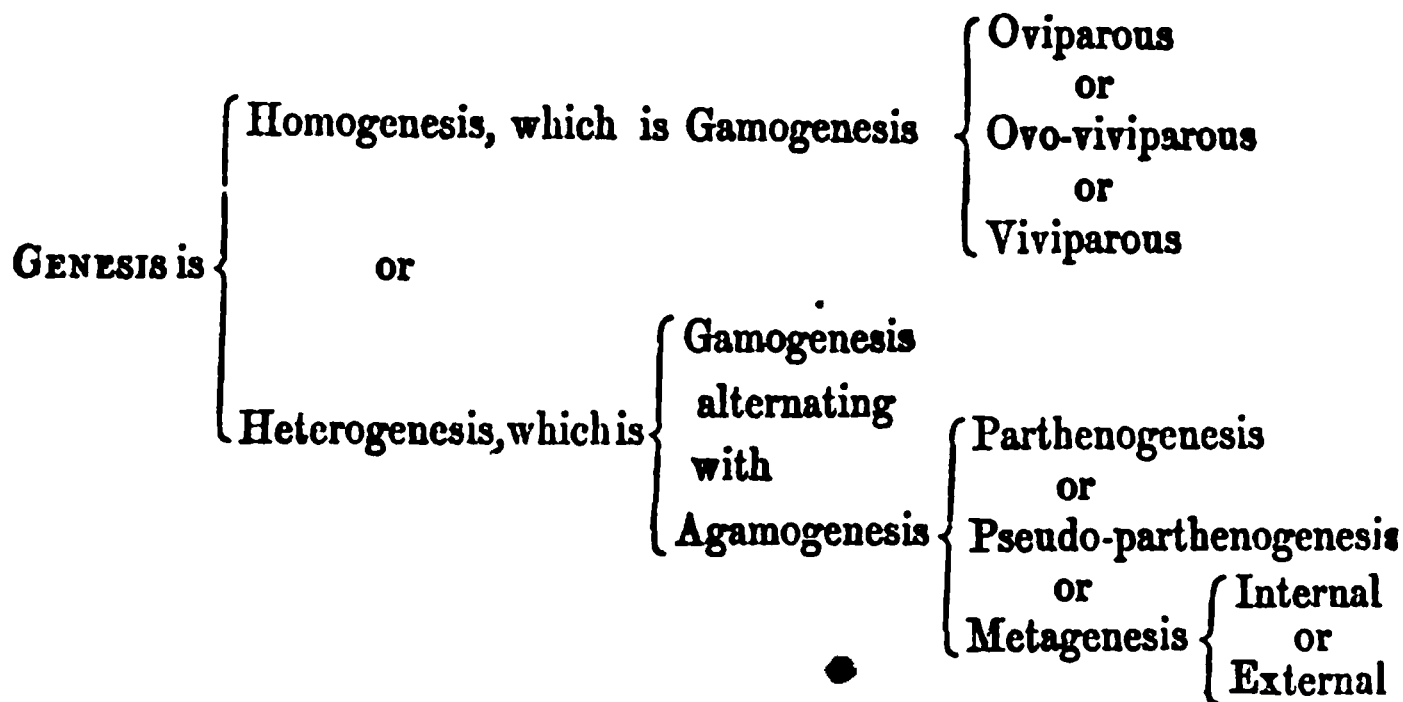 Oviparous
or
Homogenesis, which is Gamogenesis
Ovo-viviparous
or
Viviparous
GENESIS is
or
Gamogenesis
alternating
Heterogenesis, which is
with
Agamogenesis
Parthenogenesis
or
Pseudo-parthenogenesis
or
Metagenesis
Internal
or
External